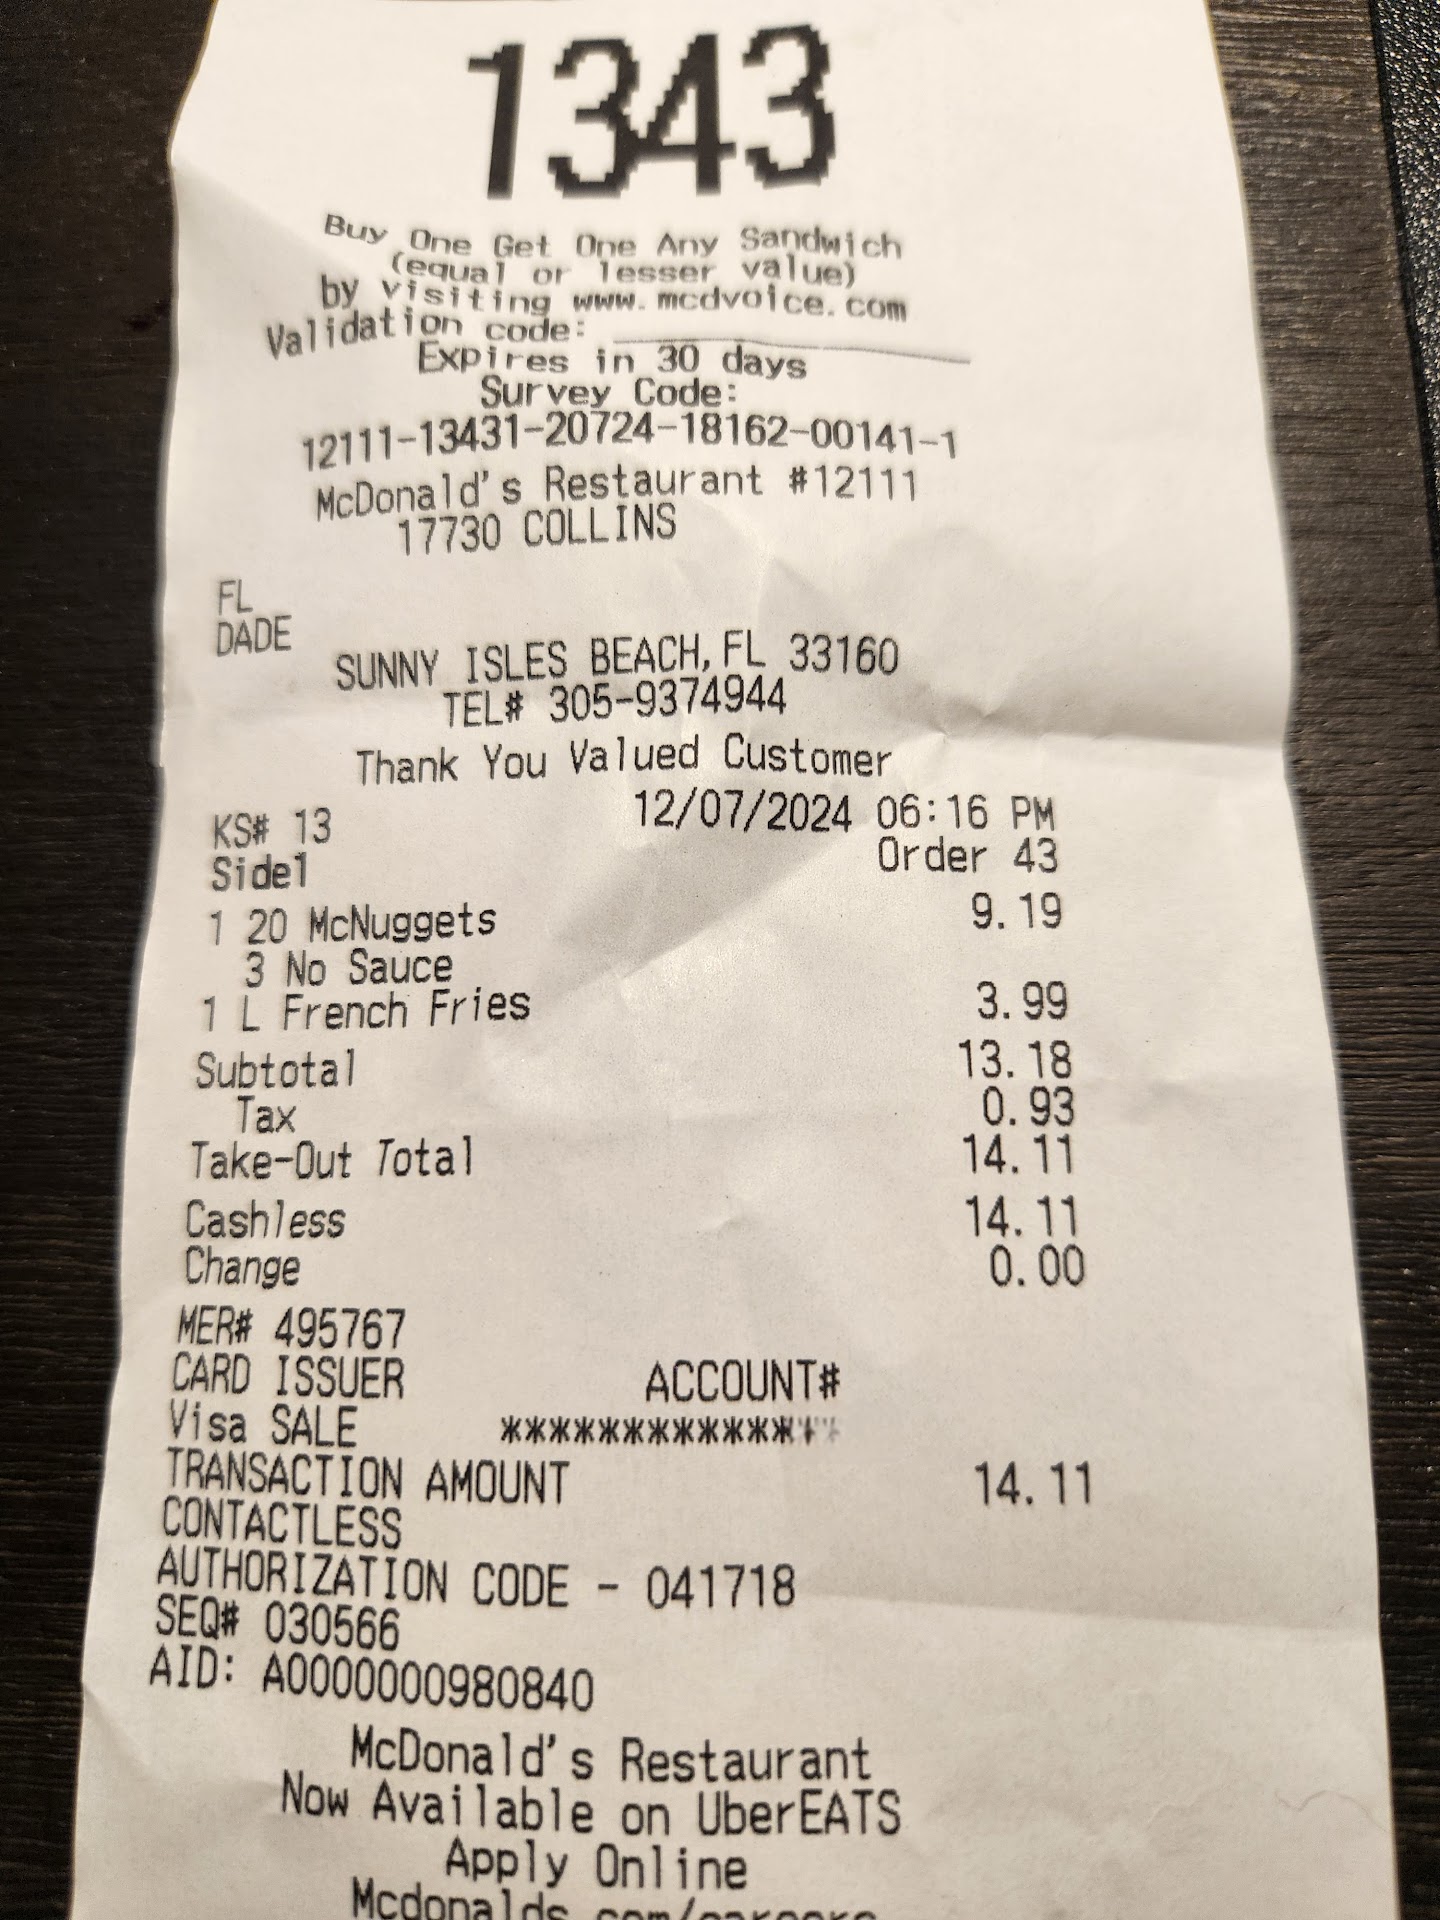 1343
Buy One Get One Any Sandwich
(equal or lesser value)
by visiting www.mcdvoice.com
Validation code:
Expires in 30 days
Survey Code:
12111-13431-20724-18162-00141-1
McDonald's Restaurant #12111
17730 COLLINS
FL
DADE
SUNNY ISLES BEACH, FL 33160
TEL# 305-9374944
Thank You Valued Customer
KS# 13 12/07/2024 06:16 PM
Side1 Order 43
1 20 McNuggets 9.19
3 No Sauce
1 L French Fries 3.99
Subtotal 13.18
Tax 0.93
Take-Out Total 14.11
Cashless 14.11
Change 0.00
MER# 495767
CARD ISSUER ACCOUNT#
Visa SALE ************
TRANSACTION AMOUNT 14.11
CONTACTLESS
AUTHORIZATION CODE - 041718
SEQ# 030566
AID: A0000000980840
McDonald's Restaurant
Now Available on UberEATS
Apply Online
Mcdonalds.com/careers